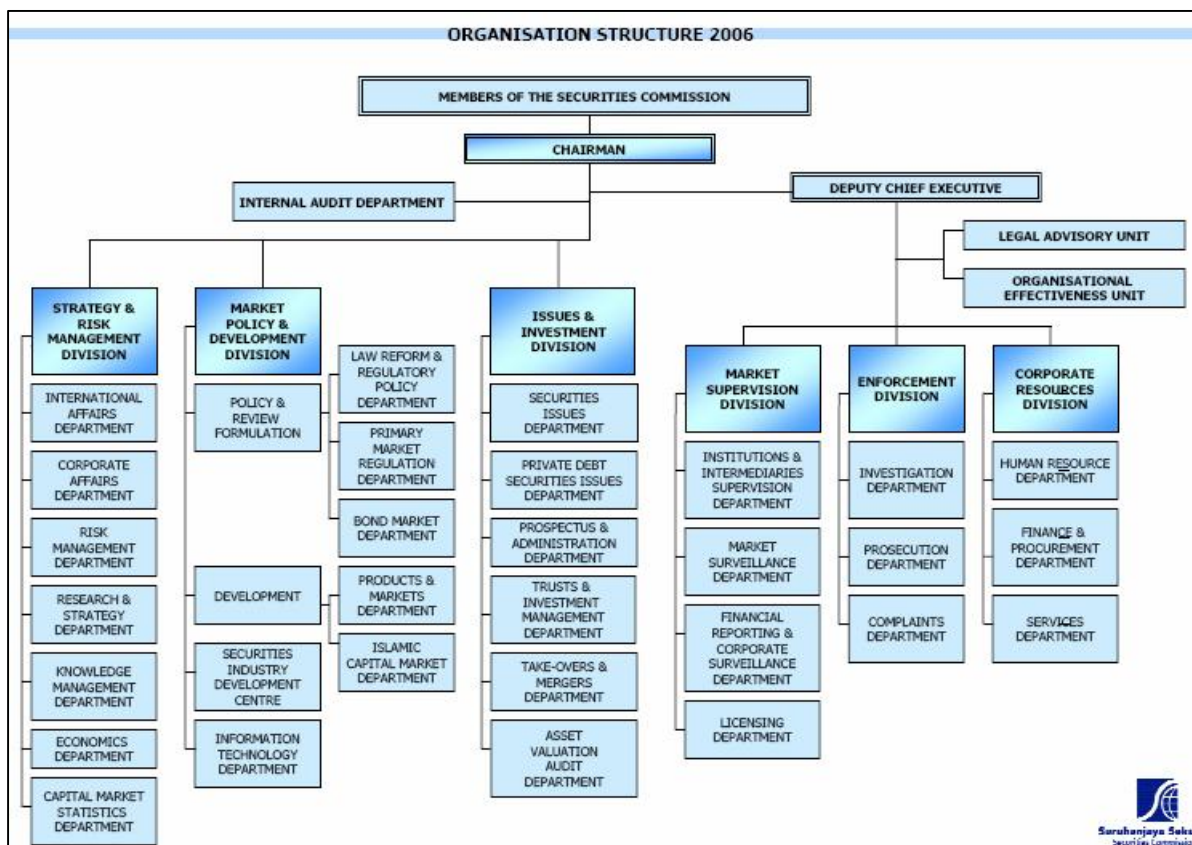 ORGANISATION STRUCTURE 2006
MEMBERS OF THE SECURITIES COMMISSION
CHAIRMAN
INTERNAL AUDIT DEPARTMENT
DEPUTY CHIEF EXECUTIVE
LEGAL ADVISORY UNIT
ORGANISATIONAL
EFFECTIVENESS UNIT
STRATEGY &
RISK
MANAGEMENT
DIVISION
INTERNATIONAL
AFFAIRS
DEPARTMENT
CORPORATE
AFFAIRS
DEPARTMENT
RISK
MANAGEMENT
DEPARTMENT
RESEARCH &
STRATEGY
DEPARTMENT
KNOWLEDGE
MANAGEMENT
DEPARTMENT
ECONOMICS
DEPARTMENT
CAPITAL MARKET
STATISTICS
DEPARTMENT
MARKET
POLICY &
DEVELOPMENT
DIVISION
POLICY &
REVIEW
FORMULATION
LAW REFORM &
REGULATORY
POLICY
DEPARTMENT
PRIMARY
MARKET
REGULATION
DEPARTMENT
BOND MARKET
DEPARTMENT
DEVELOPMENT
PRODUCTS &
MARKETS
DEPARTMENT
ISLAMIC
CAPITAL MARKET
DEPARTMENT
SECURITIES
INDUSTRY
DEVELOPMENT
CENTRE
INFORMATION
TECHNOLOGY
DEPARTMENT
ISSUES &
INVESTMENT
DIVISION
SECURITIES
ISSUES
DEPARTMENT
PRIVATE DEBT
SECURITIES ISSUES
DEPARTMENT
PROSPECTUS &
ADMINISTRATION
DEPARTMENT
TRUSTS &
INVESTMENT
MANAGEMENT
DEPARTMENT
TAKE-OVERS &
MERGERS
DEPARTMENT
ASSET
VALUATION
AUDIT
DEPARTMENT
MARKET
SUPERVISION
DIVISION
INSTITUTIONS &
INTERMEDIARIES
SUPERVISION
DEPARTMENT
MARKET
SURVEILLANCE
DEPARTMENT
FINANCIAL
REPORTING &
CORPORATE
SURVEILLANCE
DEPARTMENT
LICENSING
DEPARTMENT
ENFORCEMENT
DIVISION
INVESTIGATION
DEPARTMENT
PROSECUTION
DEPARTMENT
COMPLAINTS
DEPARTMENT
CORPORATE
RESOURCES
DIVISION
HUMAN RESOURCE
DEPARTMENT
FINANCE &
PROCUREMENT
DEPARTMENT
SERVICES
DEPARTMENT
Suruhanjaya Seku
Securities Commissio